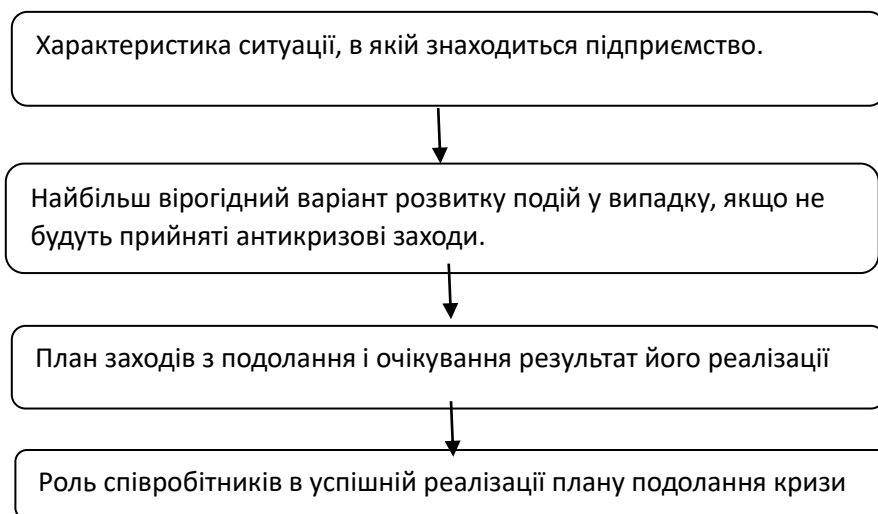 Характеристика ситуації, в якій знаходиться підприємство.
Найбільш вірогідний варіант розвитку подій у випадку, якщо не
будуть прийняті антикризові заходи.
План заходів з подолання і очікування результат його реалізації
Роль співробітників в успішній реалізації плану подолання кризи